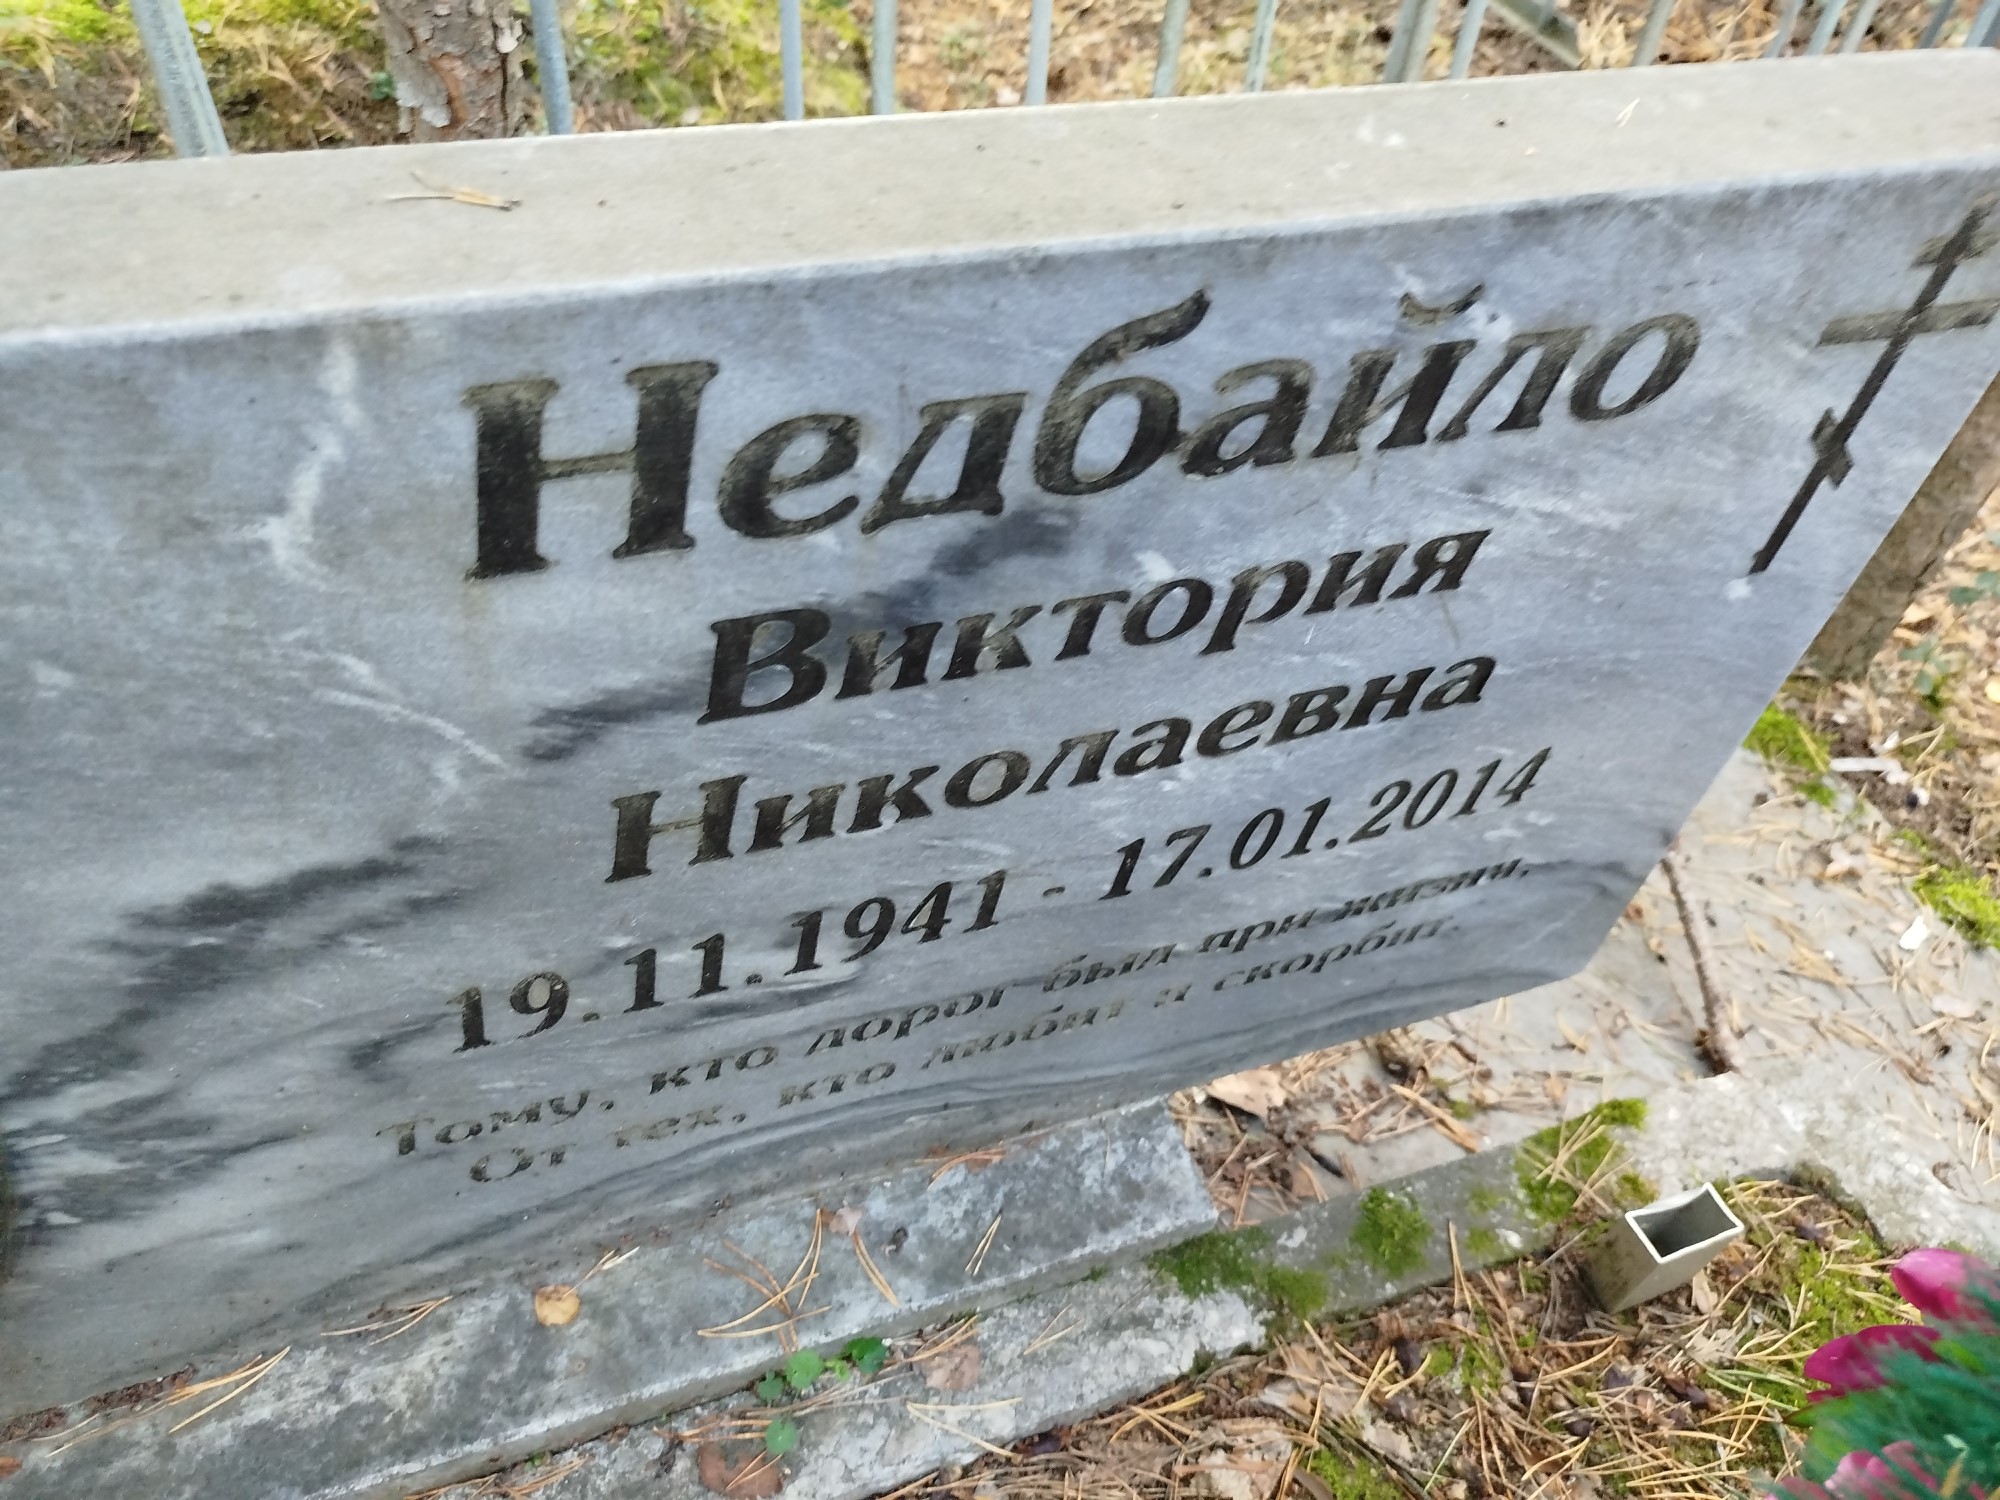 Недбайло
Виктория
Николаевна
19.11.1941 - 17.01.2014
Тому, кто дорог был при жизни,
От тех, кто любит и скорбит.